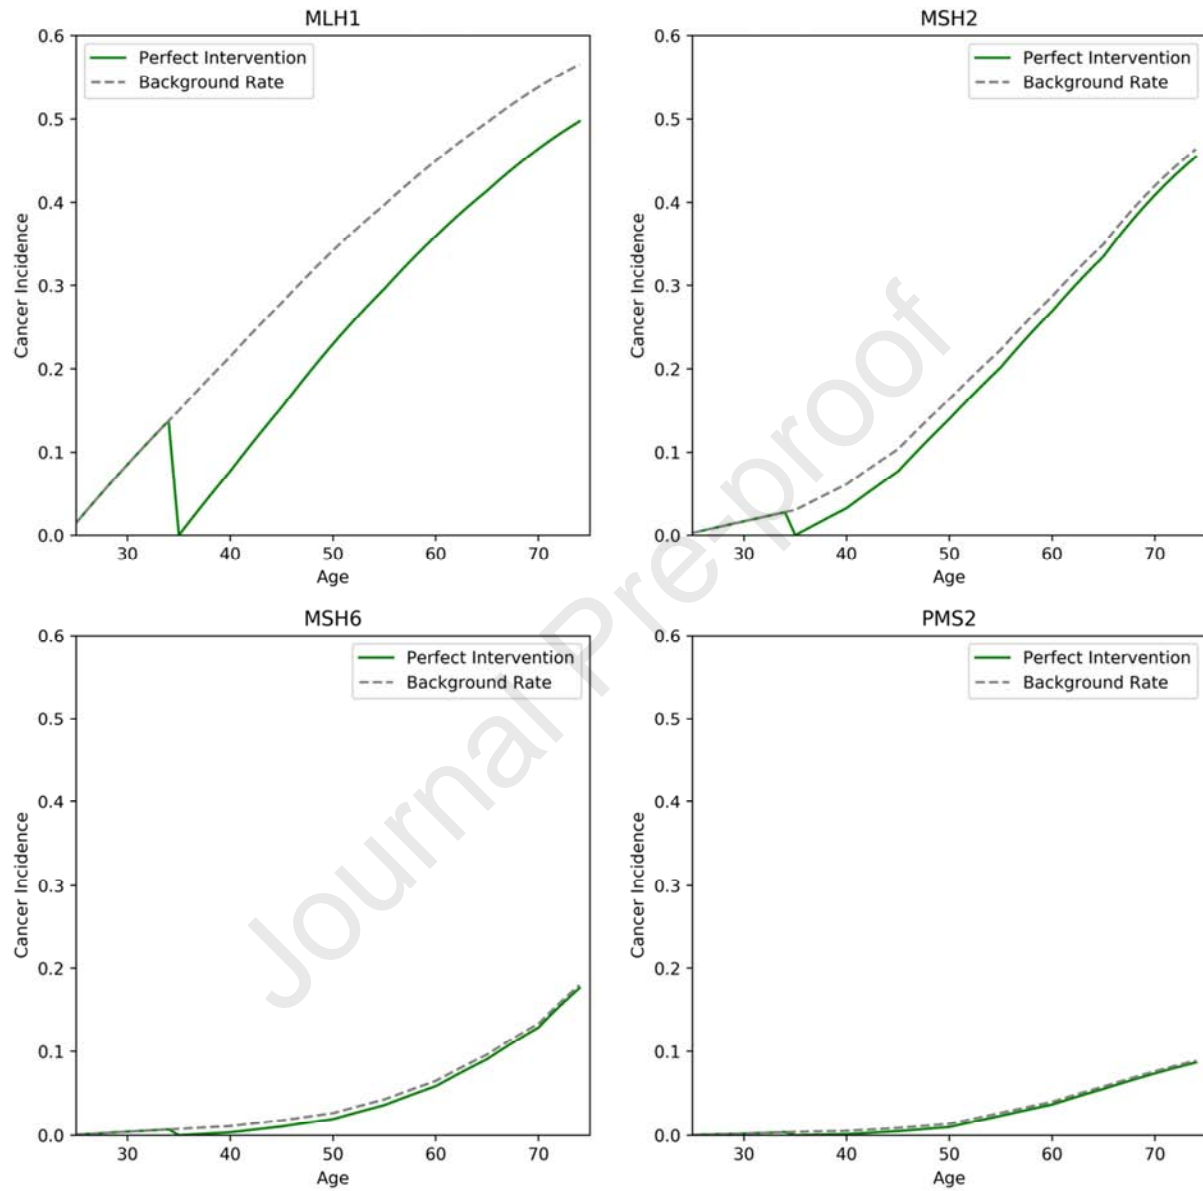 MLH1
0.6
0.5
0.4
0.3
0.2
0.1
0.0
Cancer Incidence
Perfect Intervention
Background Rate
30 40 50 60 70
Age
MSH2
0.6
0.5
0.4
0.3
0.2
0.1
0.0
Cancer Incidence
Perfect Intervention
Background Rate
30 40 50 60 70
Age
MSH6
0.6
0.5
0.4
0.3
0.2
0.1
0.0
Cancer Incidence
Perfect Intervention
Background Rate
30 40 50 60 70
Age
PMS2
0.6
0.5
0.4
0.3
0.2
0.1
0.0
Cancer Incidence
Perfect Intervention
Background Rate
30 40 50 60 70
Age
Journal Pre-proof